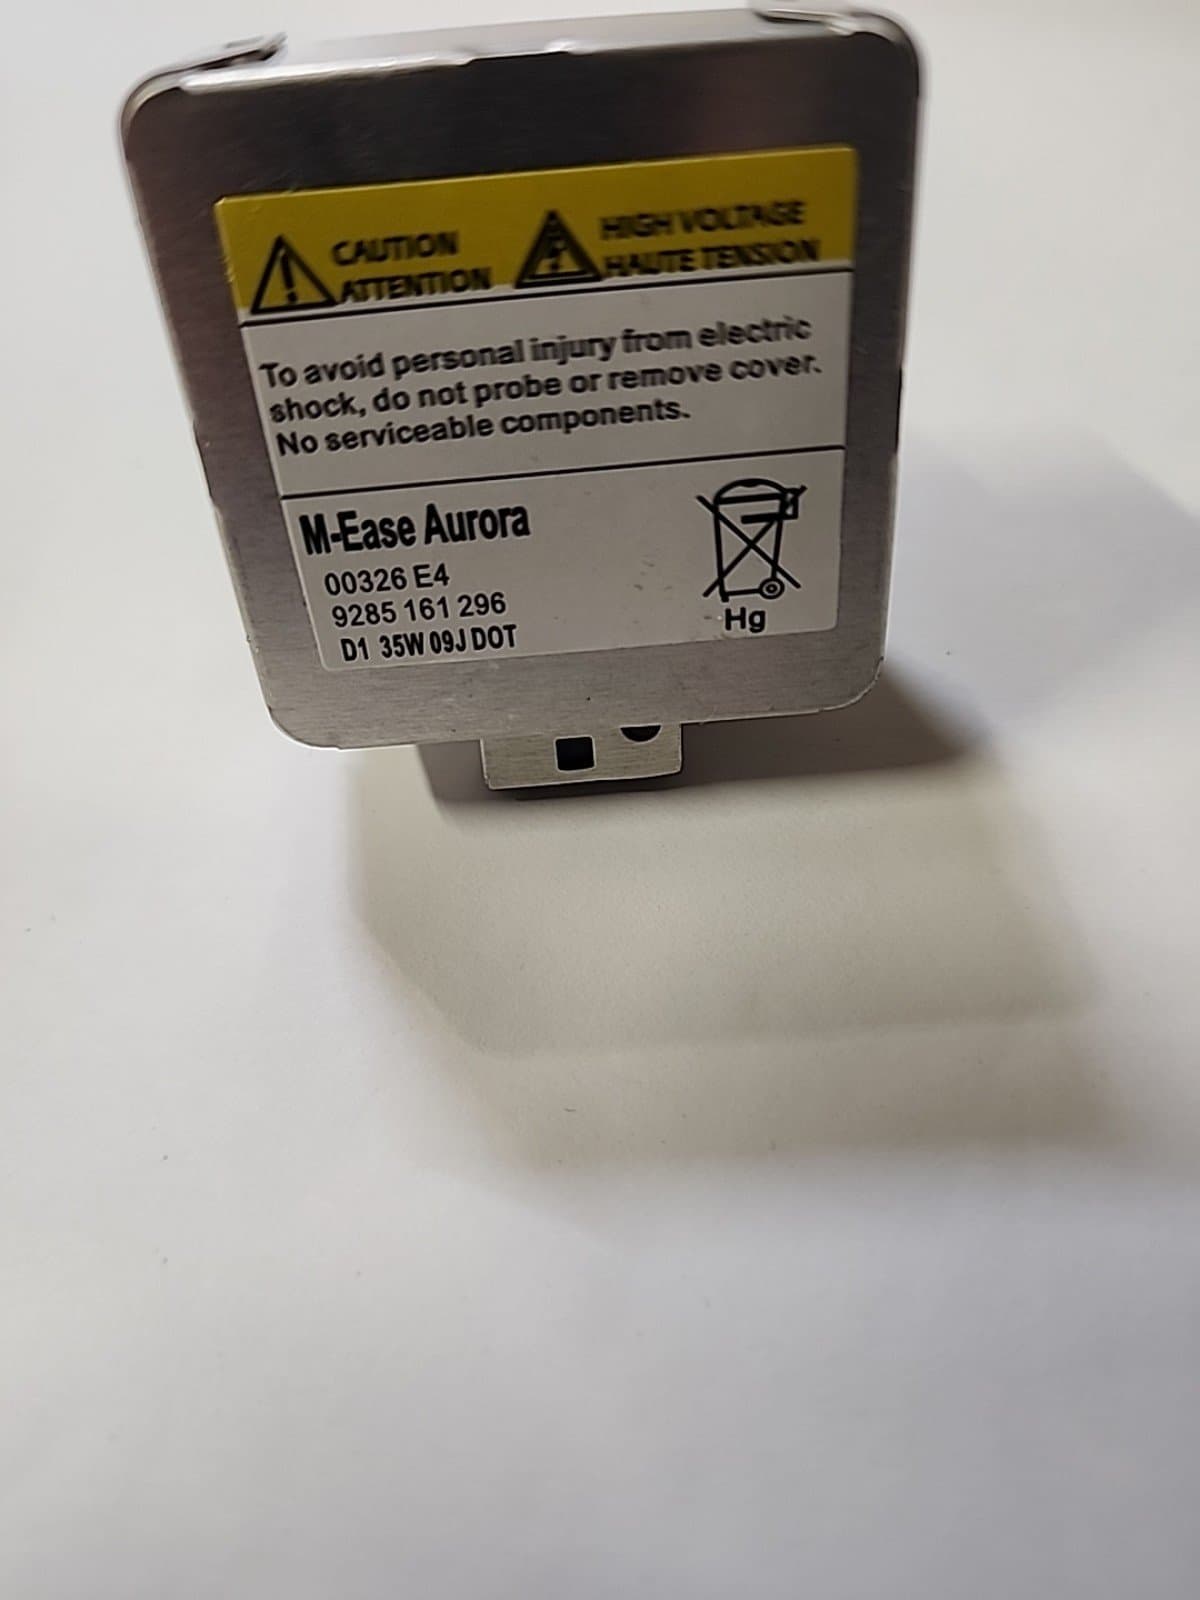 CAUTION
ATTENTION
HIGH VOLTAGE
HAUTE TENSION
To avoid personal injury from electric
shock, do not probe or remove cover.
No serviceable components.
M-Ease Aurora
00326 E4
9285 161 296
D1 35W 09J DOT
Hg